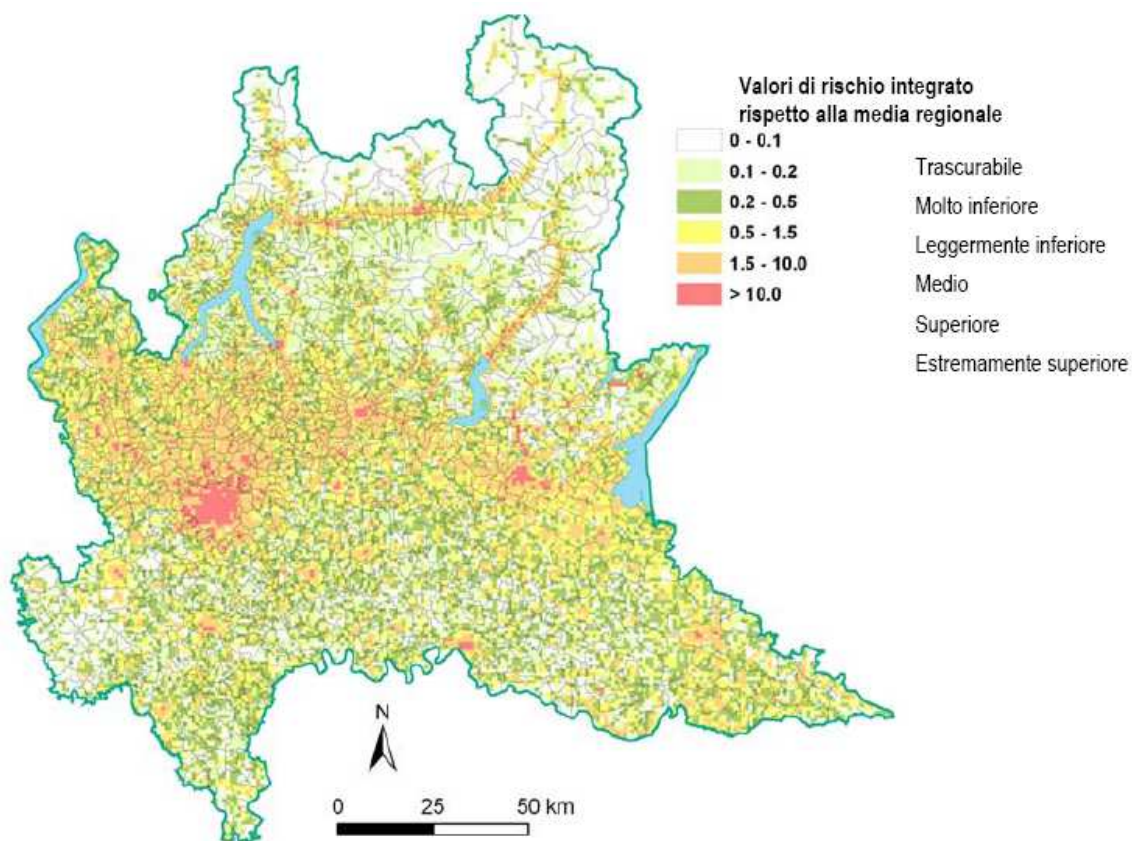 Valori di rischio integrato
rispetto alla media regionale
0 - 0.1
0.1 - 0.2
0.2 - 0.5
0.5 - 1.5
1.5 - 10.0
> 10.0
Trascurabile
Molto inferiore
Leggermente inferiore
Medio
Superiore
Estremamente superiore
N
0 25 50 km